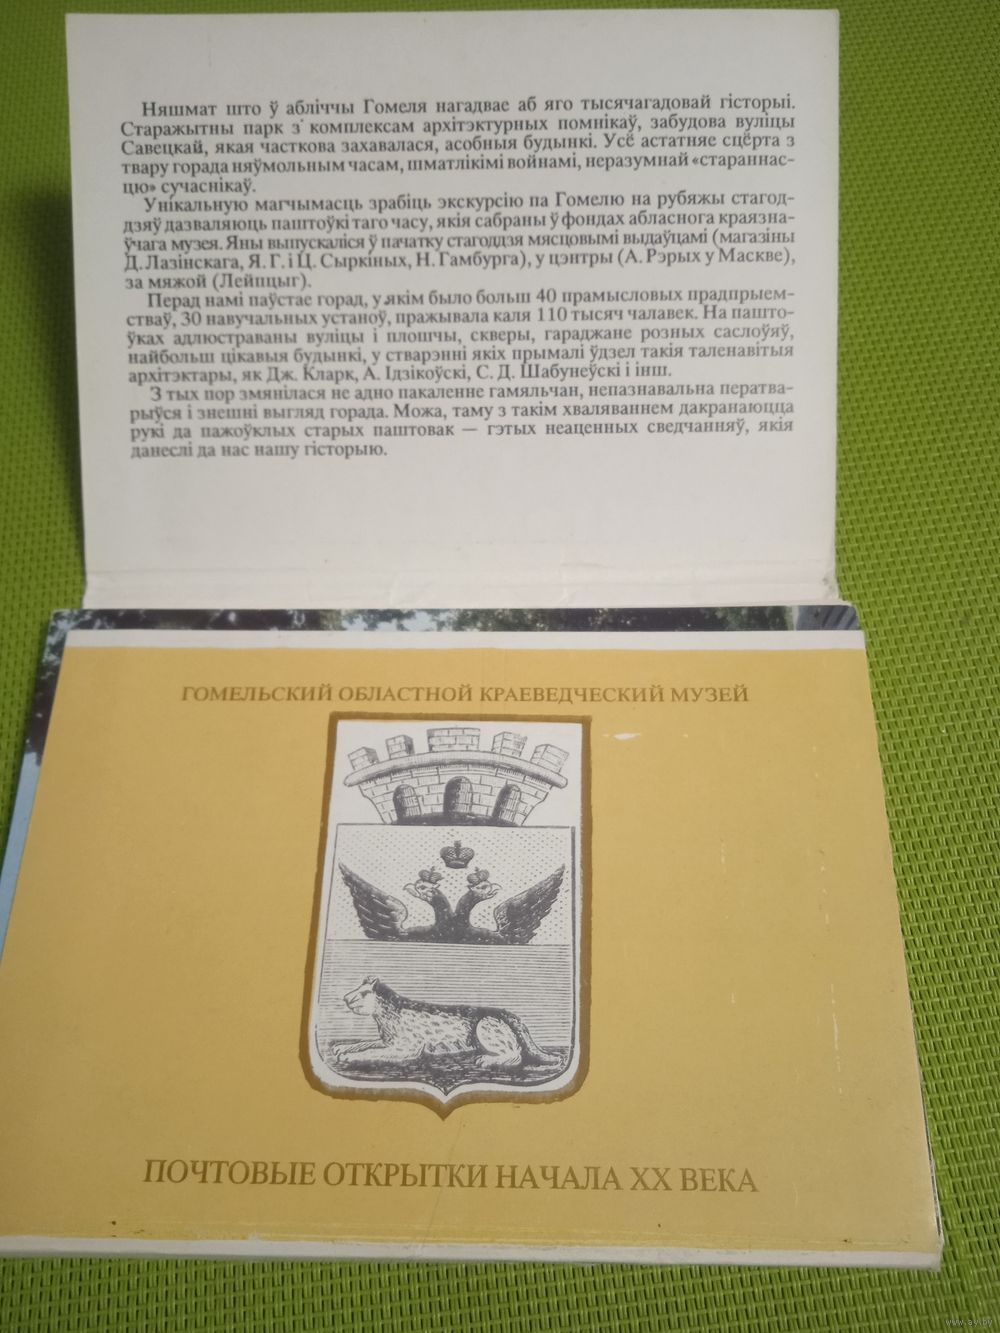 Няшмат што ў абліччы Гомеля нагадвае аб яго тысячагадовай гісторыі.
Старажытны парк з комплексам архітэктурных помнікаў, забудова вуліцы
Савецкай, якая часткова захавалася, асобныя будынкі. Усё астатняе сцёрта з
твару горада няўмольным часам, шматлікімі войнамі, неразумнай «стараннас-
цю» сучаснікаў.
Унікальную магчымасць зрабіць экскурсію па Гомелю на рубяжы стагод-
дзяў дазваляюць паштоўкі таго часу, якія сабраны ў фондах абласнога краязна-
ўчага музея. Яны выпускаліся ў пачатку стагоддзя мясцовымі выдаўцамі (магазіны
Д. Лазінскага, Я. Г. і Ц. Сыркіных, Н. Гамбурга), у цэнтры (А. Рэрых у Маскве),
за мяжой (Лейпцыг).
Перад намі паўстае горад, у якім было больш 40 прамысловых прадпрыем-
стваў, 30 навучальных устаноў, пражывала каля 110 тысяч чалавек. На пашто-
ўках адлюстраваны вуліцы і плошчы, скверы, гараджане розных саслоўяў,
найбольш цікавыя будынкі, у стварэнні якіх прымалі ўдзел такія таленавітыя
архітэктары, як Дж. Кларк, А. Ідзікоўскі, С. Д. Шабунеўскі і інш.
З тых пор змянілася не адно пакаленне гамяльчан, непазнавальна ператва-
рыўся і знешні выгляд горада. Можа, таму з такім хваляваннем дакранаюцца
рукі да пажоўклых старых паштовак — гэтых неацэнных сведчанняў, якія
данеслі да нас нашу гісторыю.
ГОМЕЛЬСКИЙ ОБЛАСТНОЙ КРАЕВЕДЧЕСКИЙ МУЗЕЙ
ПОЧТОВЫЕ ОТКРЫТКИ НАЧАЛА XX ВЕКА
www.ay.by